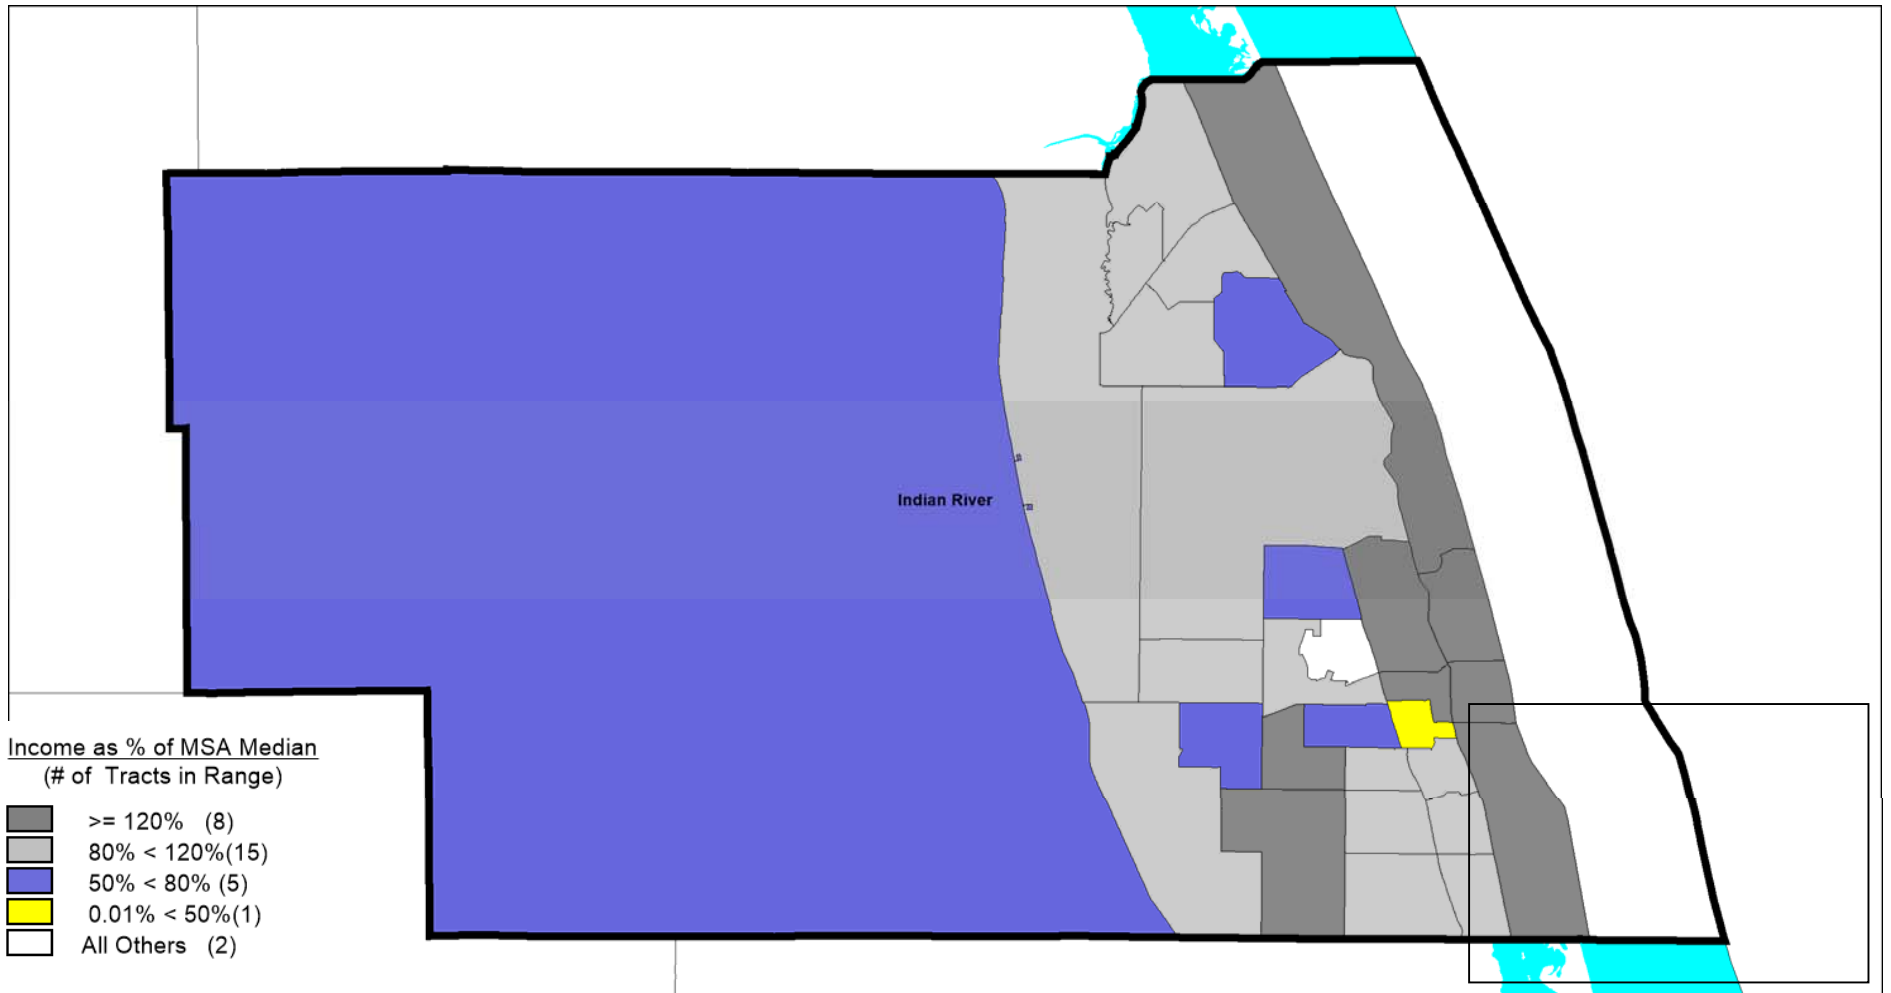 Indian River
Income as % of MSA Median
(# of Tracts in Range)
>= 120% (8)
80% < 120%(15)
50% < 80% (5)
0.01% < 50%(1)
All Others (2)